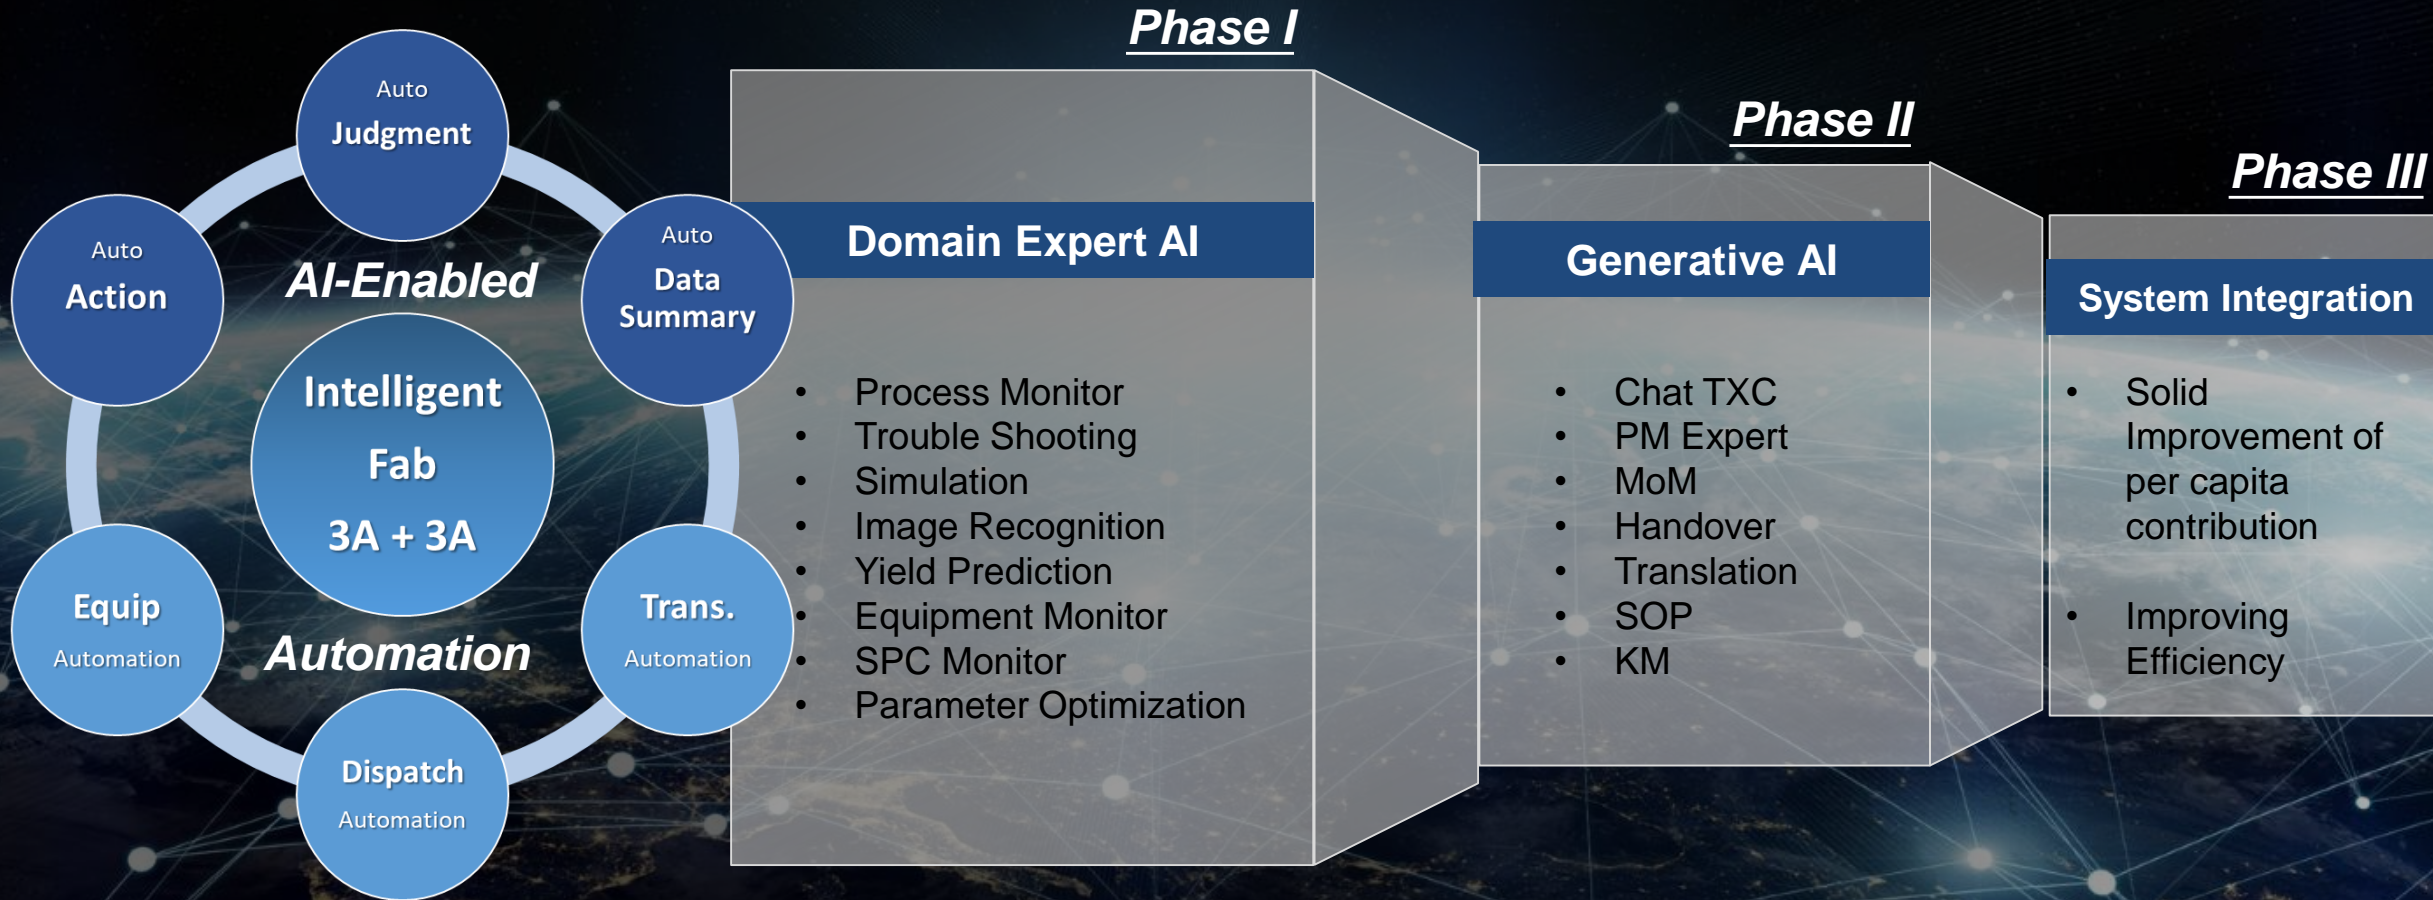 Auto
Judgment
Auto
Action
Auto
Data
Summary
AI-Enabled
Intelligent
Fab
3A + 3A
Equip
Automation
Trans.
Automation
Automation
Dispatch
Automation
Phase I
Domain Expert AI
• Process Monitor
• Trouble Shooting
• Simulation
• Image Recognition
• Yield Prediction
• Equipment Monitor
• SPC Monitor
• Parameter Optimization
Phase II
Generative AI
• Chat TXC
• PM Expert
• MoM
• Handover
• Translation
• SOP
• KM
Phase III
System Integration
• Solid
Improvement of
per capita
contribution
• Improving
Efficiency